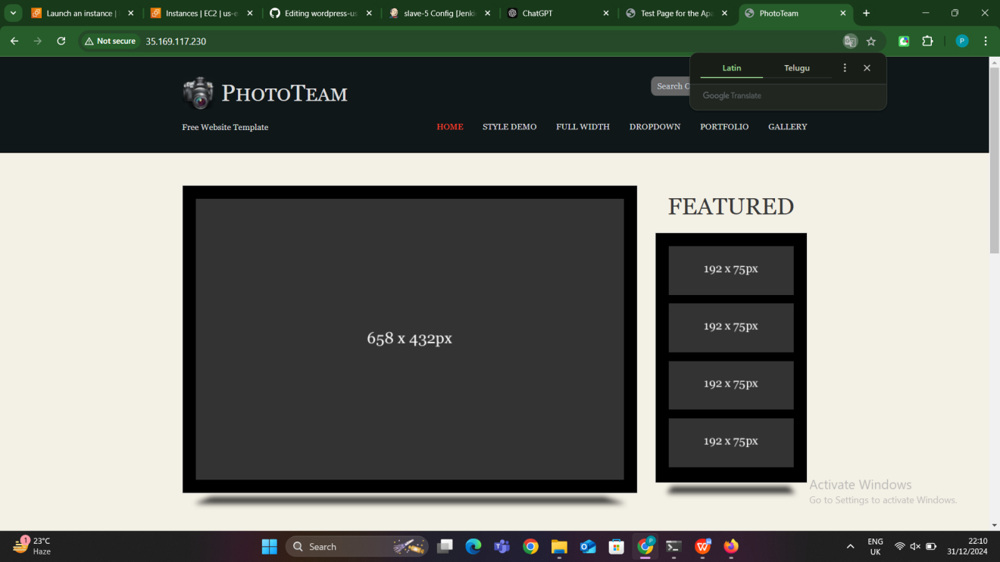 Launch an instance |
Instances | EC2 | us-e
Editing wordpress-us
slave-5 Config [Jenki
ChatGPT
Test Page for the Apa
PhotoTeam
Not secure
35.169.117.230
P
Latin
Telugu
Google Translate
PHOTOTEAM
Search
Free Website Template
HOME
STYLE DEMO
FULL WIDTH
DROPDOWN
PORTFOLIO
GALLERY
FEATURED
658 x 432px
192 x 75px
192 x 75px
192 x 75px
192 x 75px
Activate Windows
Go to Settings to activate Windows.
1
23°C
Haze
Search
P
ENG
UK
22:10
31/12/2024